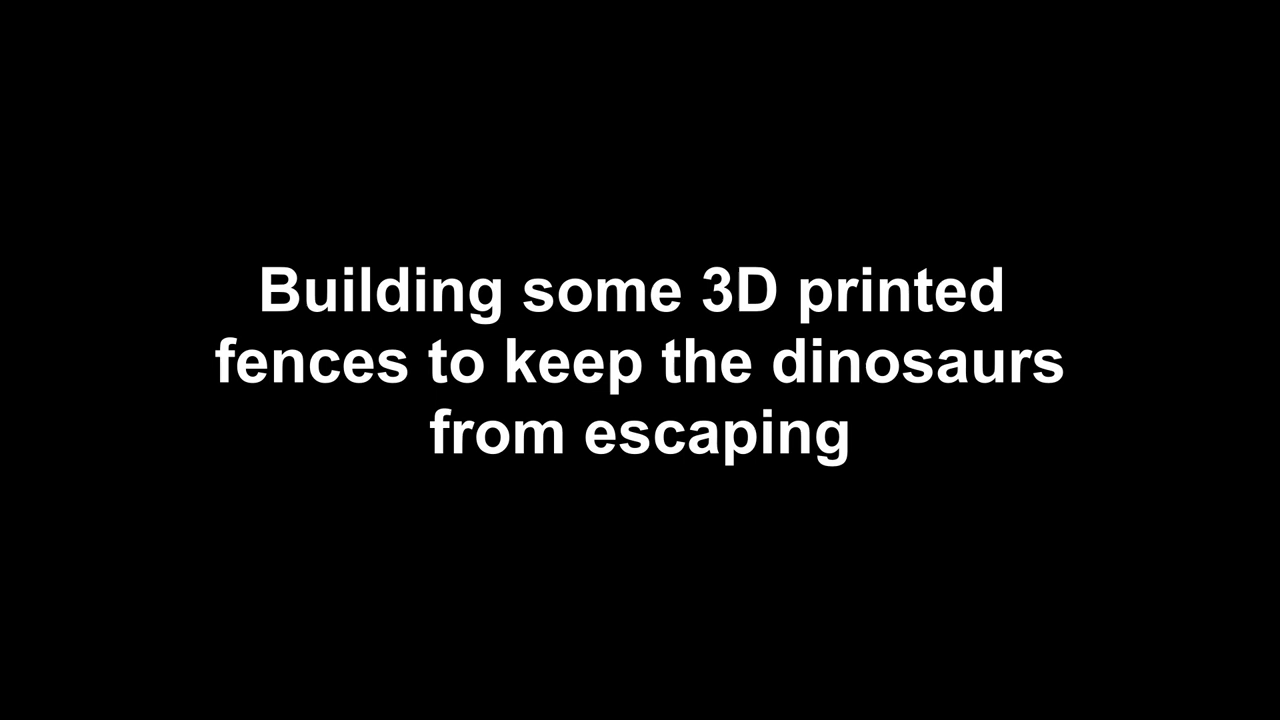 Building some 3D printed
fences to keep the dinosaurs
from escaping